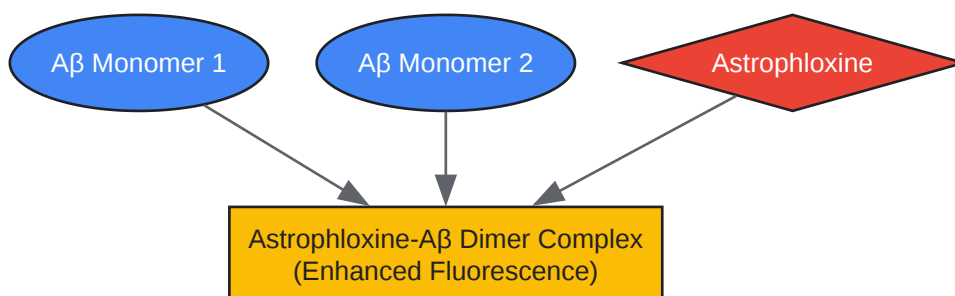 Aβ Monomer 1
Aβ Monomer 2
Astrophloxine
Astrophloxine-Aβ Dimer Complex
(Enhanced Fluorescence)